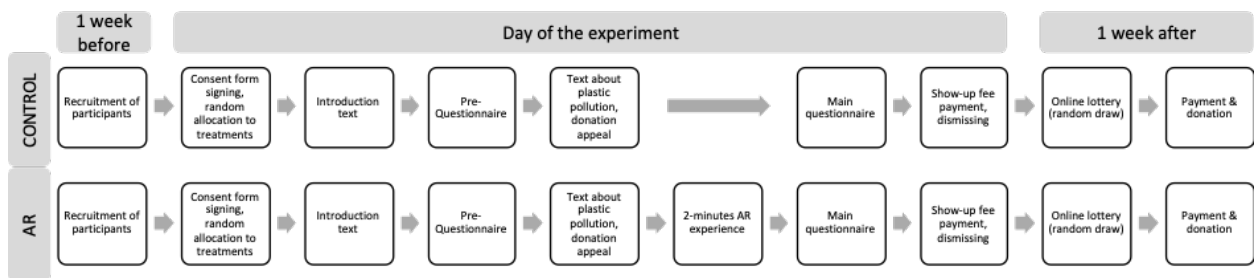 1 week
before
Day of the experiment
1 week after
CONTROL
Recruitment of
participants
Consent form
signing,
random
allocation to
treatments
Introduction
text
Pre-
Questionnaire
Text about
plastic
pollution,
donation
appeal
Main
questionnaire
Show-up fee
payment,
dismissing
Online lottery
(random draw)
Payment &
donation
AR
Recruitment of
participants
Consent form
signing,
random
allocation to
treatments
Introduction
text
Pre-
Questionnaire
Text about
plastic
pollution,
donation
appeal
2-minutes AR
experience
Main
questionnaire
Show-up fee
payment,
dismissing
Online lottery
(random draw)
Payment &
donation